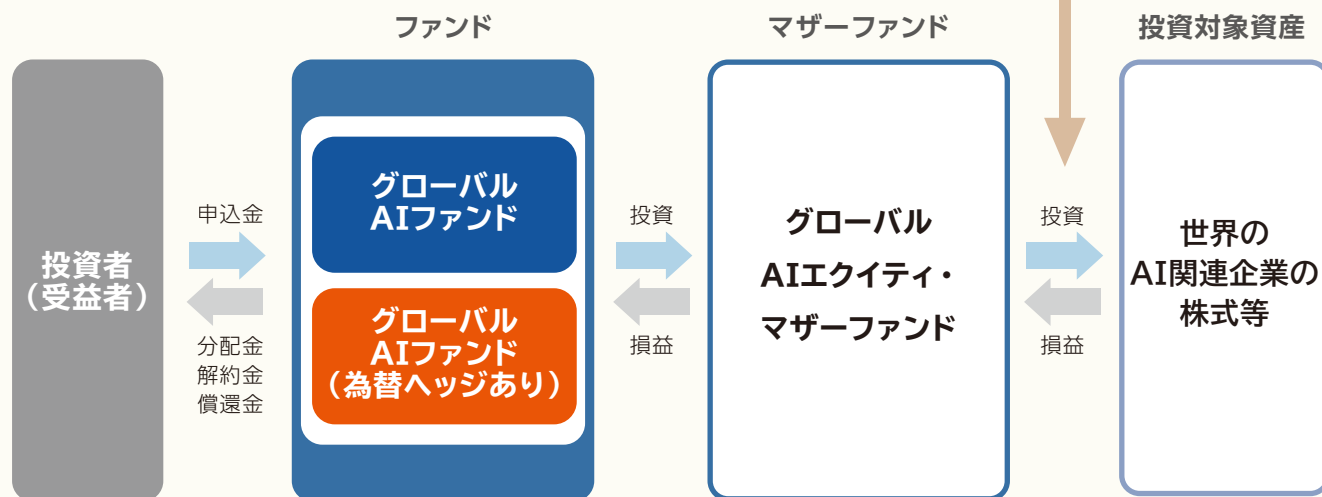 ファンド
マザーファンド
投資対象資産
投資者
（受益者）
申込金
分配金
解約金
償還金
グローバル
AIファンド
グローバル
AIファンド
（為替ヘッジあり）
投資
損益
グローバル
AIエクイティ・
マザーファンド
投資
損益
世界の
AI関連企業の
株式等